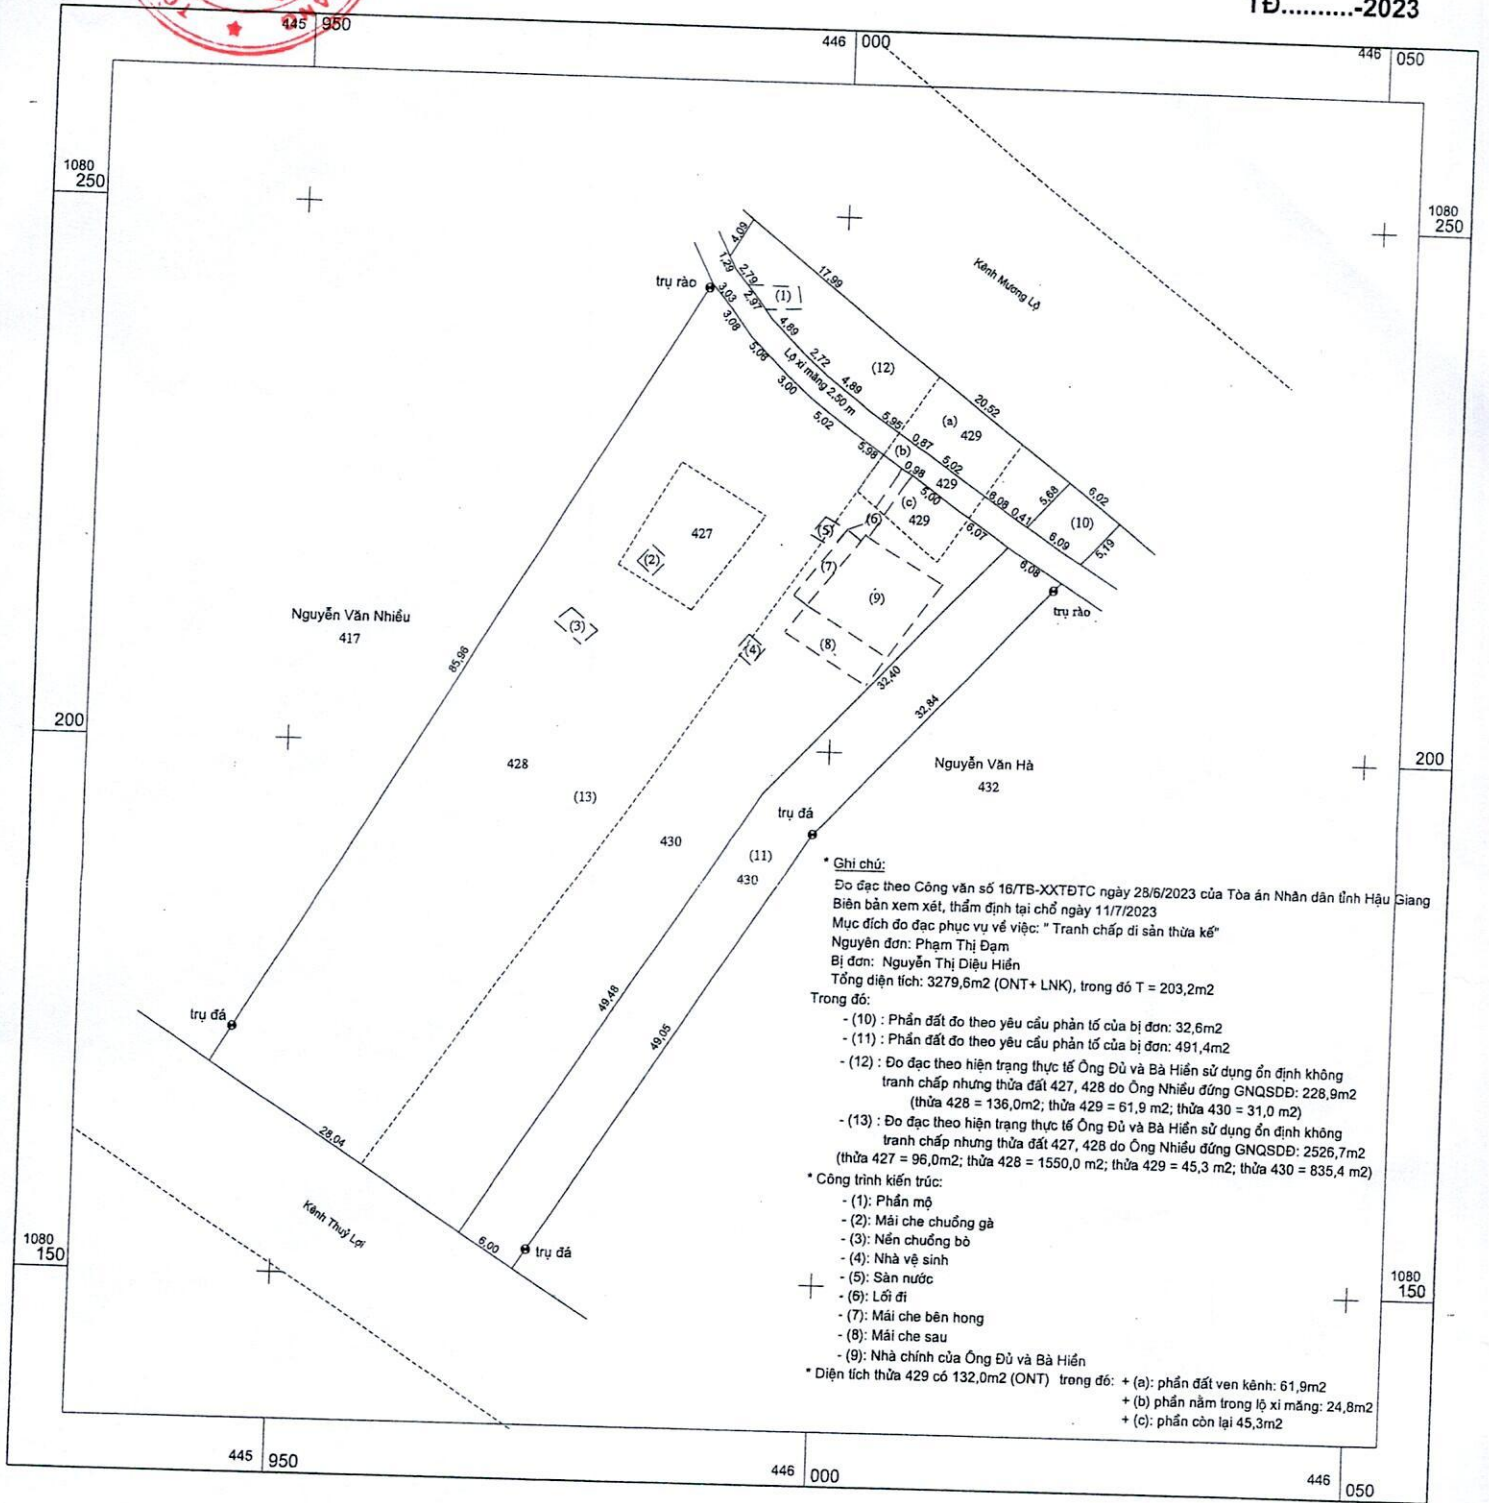 TĐ..........-2023
445 950
446 000
446 050
1080
250
1080
250
Kênh Mương Lộ
4,09
17,99
trụ rào
1,29
2,79
(1)
3,03
2,97
3,08
4,89
5,06
2,72
Lộ xi măng 2,50 m
(12)
3,00
4,89
20,52
5,02
5,95
(a)
429
0,87
5,98
(b)
5,02
0,98
429
6,02
5,68
5,00
6,08
0,41
(10)
(c)
429
(6)
(5)
6,07
6,09
5,19
427
(2)
(7)
6,08
(9)
trụ rào
Nguyễn Văn Nhiều
417
(3)
(4)
(8)
85,96
32,40
32,84
200
200
428
(13)
Nguyễn Văn Hà
432
trụ đá
430
(11)
430
* Ghi chú:
Đo đạc theo Công văn số 16/TB-XXTĐTC ngày 28/6/2023 của Tòa án Nhân dân tỉnh Hậu Giang
Biên bản xem xét, thẩm định tại chổ ngày 11/7/2023
Mục đích đo đạc phục vụ về việc: " Tranh chấp di sản thừa kế"
Nguyên đơn: Phạm Thị Đạm
Bị đơn: Nguyễn Thị Diệu Hiền
Tổng diện tích: 3279,6m2 (ONT+ LNK), trong đó T = 203,2m2
Trong đó:
- (10) : Phần đất đo theo yêu cầu phản tố của bị đơn: 32,6m2
- (11) : Phần đất đo theo yêu cầu phản tố của bị đơn: 491,4m2
- (12) : Đo đạc theo hiện trạng thực tế Ông Đủ và Bà Hiền sử dụng ổn định không
tranh chấp nhưng thửa đất 427, 428 do Ông Nhiều đứng GNQSDĐ: 228,9m2
(thửa 428 = 136,0m2; thửa 429 = 61,9 m2; thửa 430 = 31,0 m2)
- (13) : Đo đạc theo hiện trạng thực tế Ông Đủ và Bà Hiền sử dụng ổn định không
tranh chấp nhưng thửa đất 427, 428 do Ông Nhiều đứng GNQSDĐ: 2526,7m2
(thửa 427 = 96,0m2; thửa 428 = 1550,0 m2; thửa 429 = 45,3 m2; thửa 430 = 835,4 m2)
* Công trình kiến trúc:
- (1): Phần mộ
- (2): Mái che chuồng gà
- (3): Nền chuồng bò
- (4): Nhà vệ sinh
- (5): Sàn nước
- (6): Lối đi
- (7): Mái che bên hong
- (8): Mái che sau
- (9): Nhà chính của Ông Đủ và Bà Hiền
* Diện tích thửa 429 có 132,0m2 (ONT) trong đó: + (a): phần đất ven kênh: 61,9m2
+ (b) phần nằm trong lộ xi măng: 24,8m2
+ (c): phần còn lại 45,3m2
49,48
49,05
trụ đá
28,04
Kênh Thuỷ Lợi
6,00
trụ đá
1080
150
1080
150
445 950
446 000
446 050